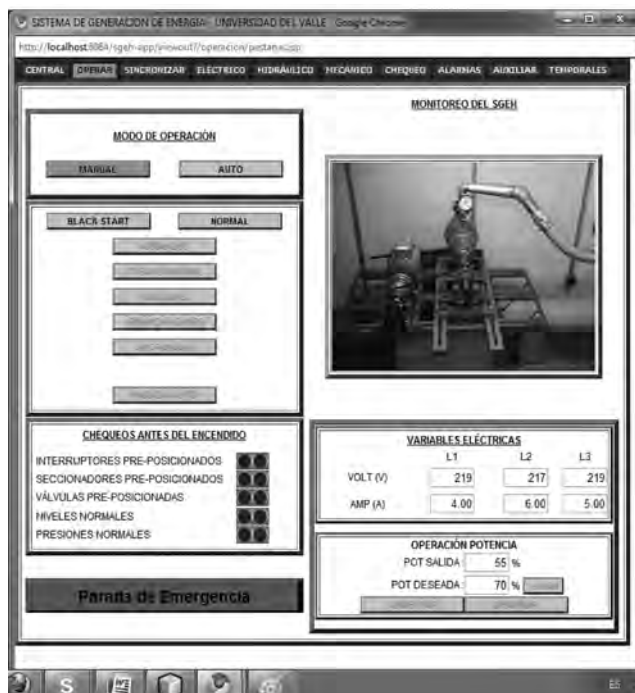 SISTEMA DE GENERACION DE ENERGIA - UNIVERSIDAD DEL VALLE - Google Chrome
http://localhost:8084/sgeh-app/
CENTRAL OPERAR SINCRONIZAR ELÉCTRICO HIDRÁULICO MECÁNICO CHEQUEO ALARMAS AUXILIAR TEMPORALES
MODO DE OPERACIÓN
MANUAL AUTO
BLACK START NORMAL
CHEQUEOS ANTES DEL ENCENDIDO
INTERRUPTORES PRE-POSICIONADOS
SECCIONADORES PRE-POSICIONADOS
VÁLVULAS PRE-POSICIONADAS
NIVELES NORMALES
PRESIONES NORMALES
Parada de Emergencia
MONITOREO DEL SGEH
VARIABLES ELÉCTRICAS
L1 L2 L3
VOLT (V) 219 217 219
AMP (A) 4.00 6.00 5.00
OPERACIÓN POTENCIA
POT SALIDA: 55 %
POT DESEADA: 70 %
ES